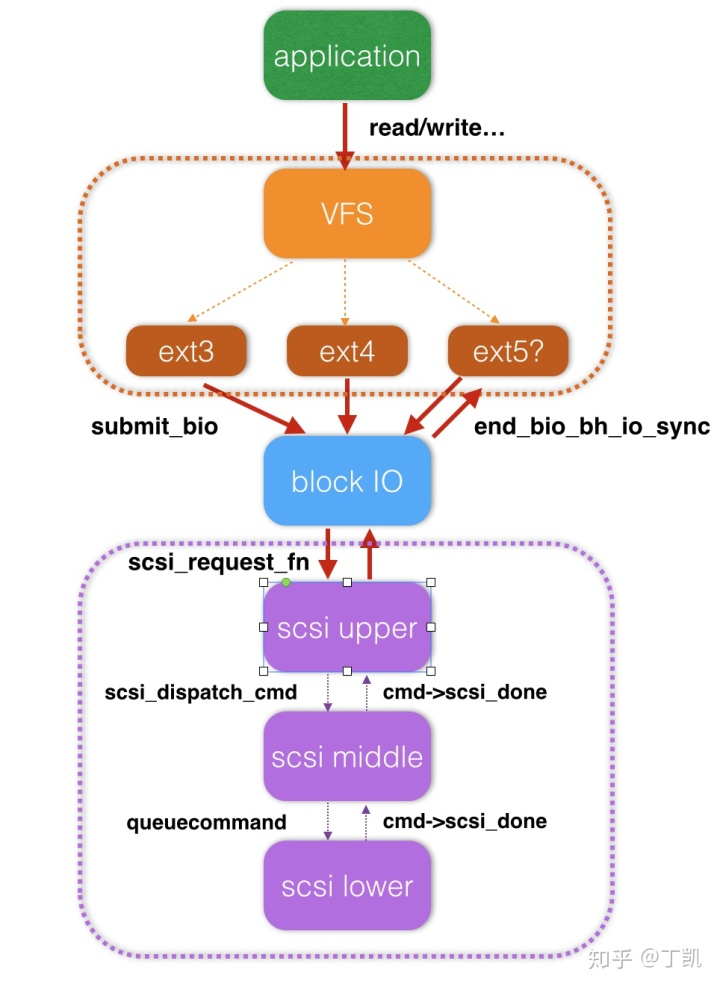 application
read/write…
VFS
ext3
ext4
ext5?
submit_bio
end_bio_bh_io_sync
block IO
scsi_request_fn
scsi upper
scsi_dispatch_cmd
cmd->scsi_done
scsi middle
queuecommand
cmd->scsi_done
scsi lower
知乎 @丁凯